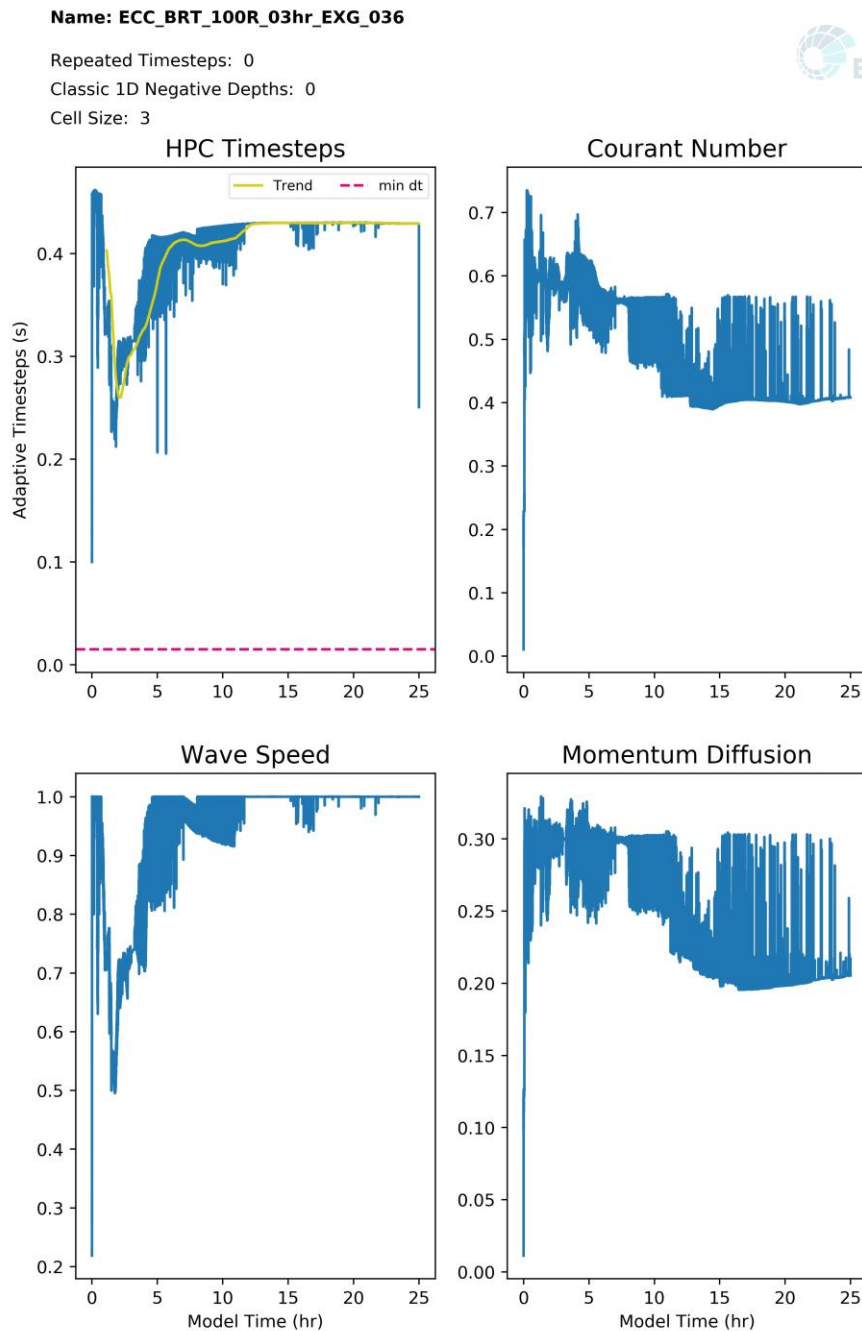 Name: ECC_BRT_100R_03hr_EXG_036
Repeated Timesteps: 0
Classic 1D Negative Depths: 0
Cell Size: 3
HPC Timesteps
Trend
min dt
Adaptive Timesteps (s)
0.4
0.3
0.2
0.1
0.0
0 5 10 15 20 25
Courant Number
0.7
0.6
0.5
0.4
0.3
0.2
0.1
0.0
0 5 10 15 20 25
Wave Speed
1.0
0.9
0.8
0.7
0.6
0.5
0.4
0.3
0.2
0 5 10 15 20 25
Model Time (hr)
Momentum Diffusion
0.30
0.25
0.20
0.15
0.10
0.05
0.00
0 5 10 15 20 25
Model Time (hr)